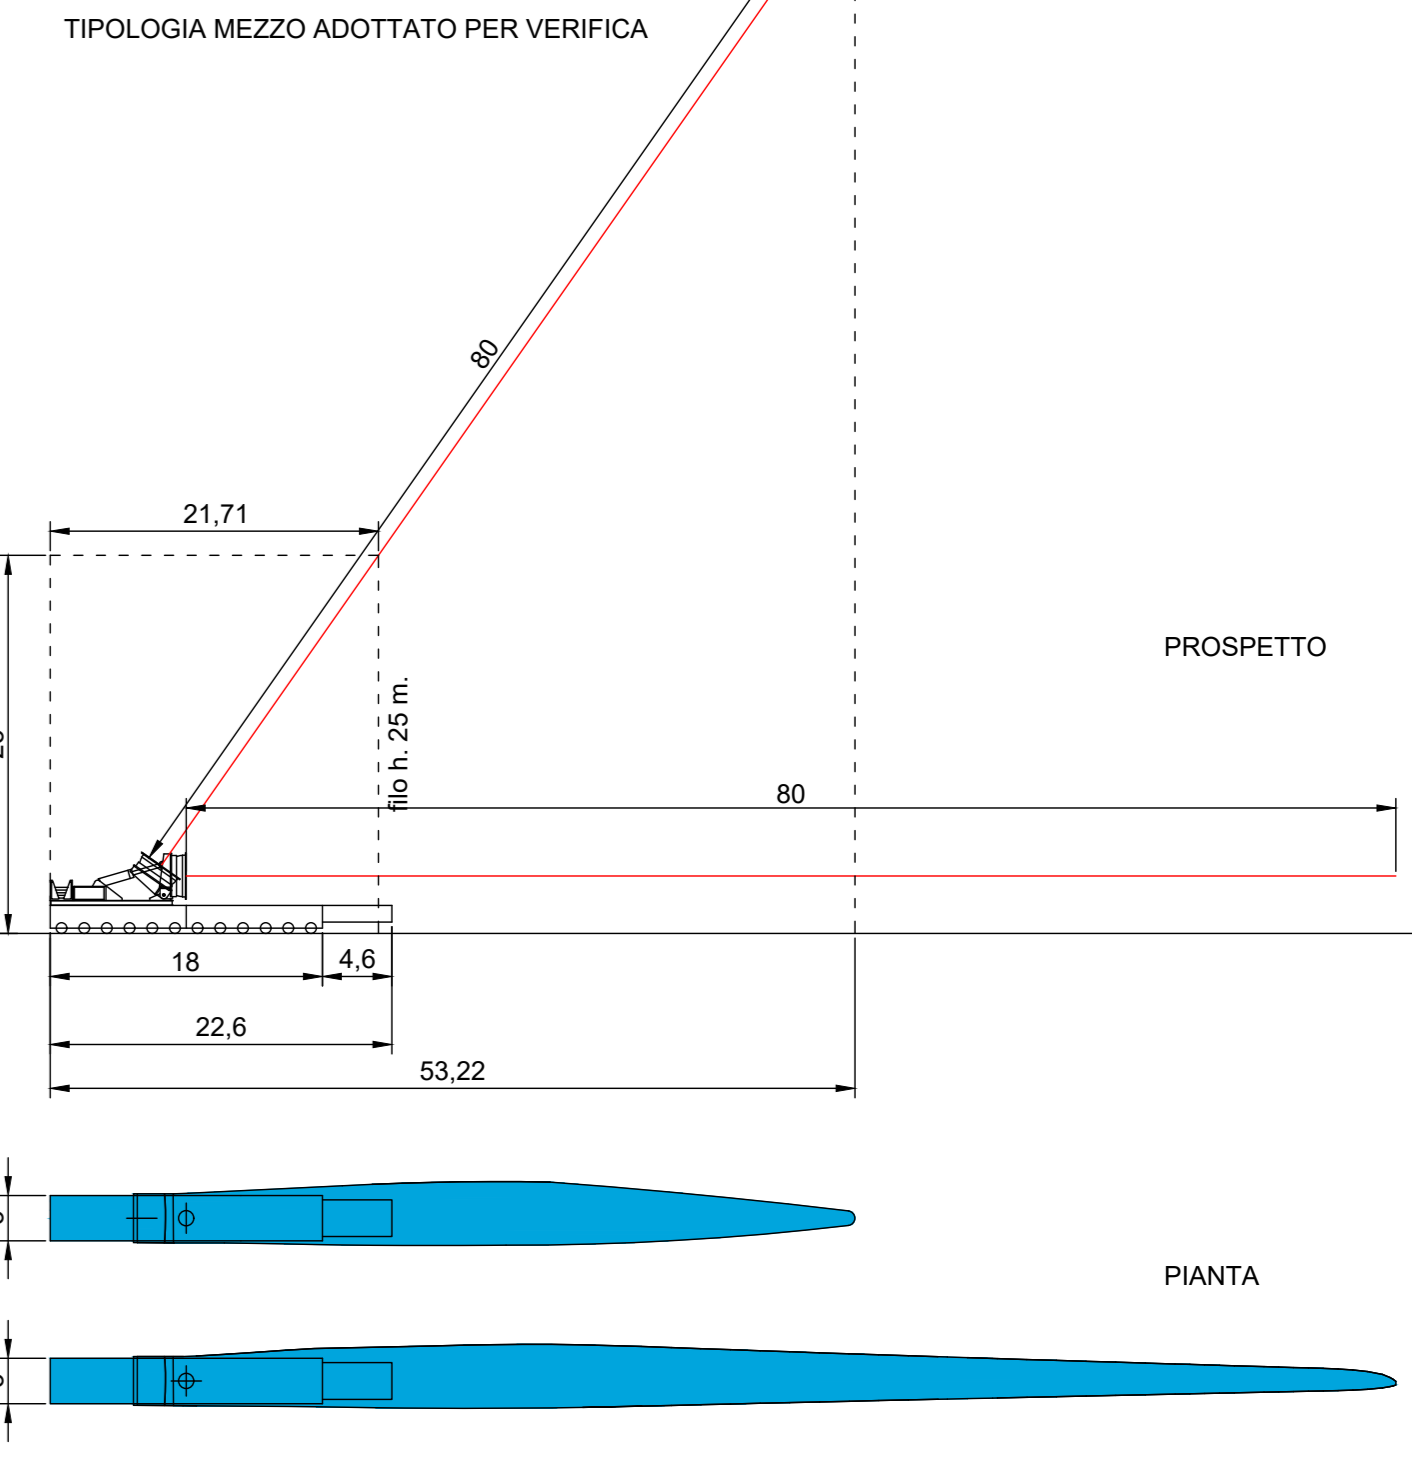 TIPOLOGIA MEZZO ADOTTATO PER VERIFICA
80
21,71
PROSPETTO
filo h. 25 m.
80
18
4,6
22,6
53,22
PIANTA